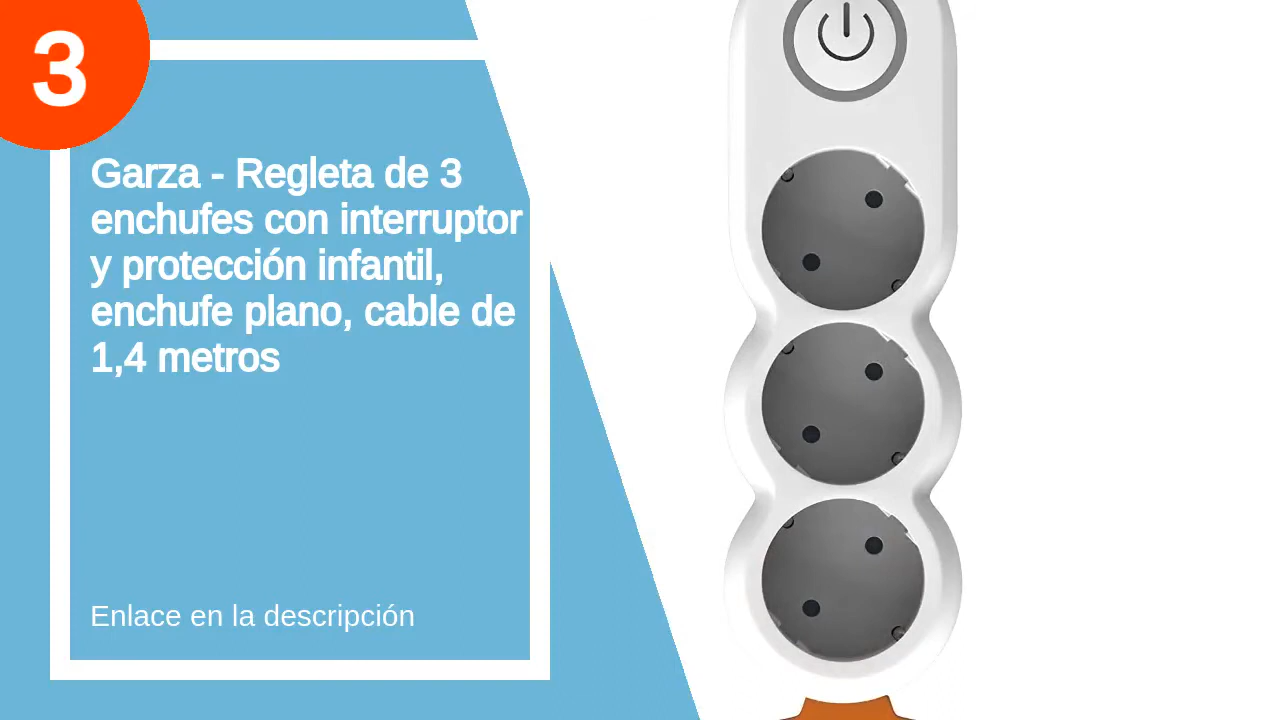 3
Garza - Regleta de 3
enchufes con interruptor
y protección infantil,
enchufe plano, cable de
1,4 metros
Enlace en la descripción